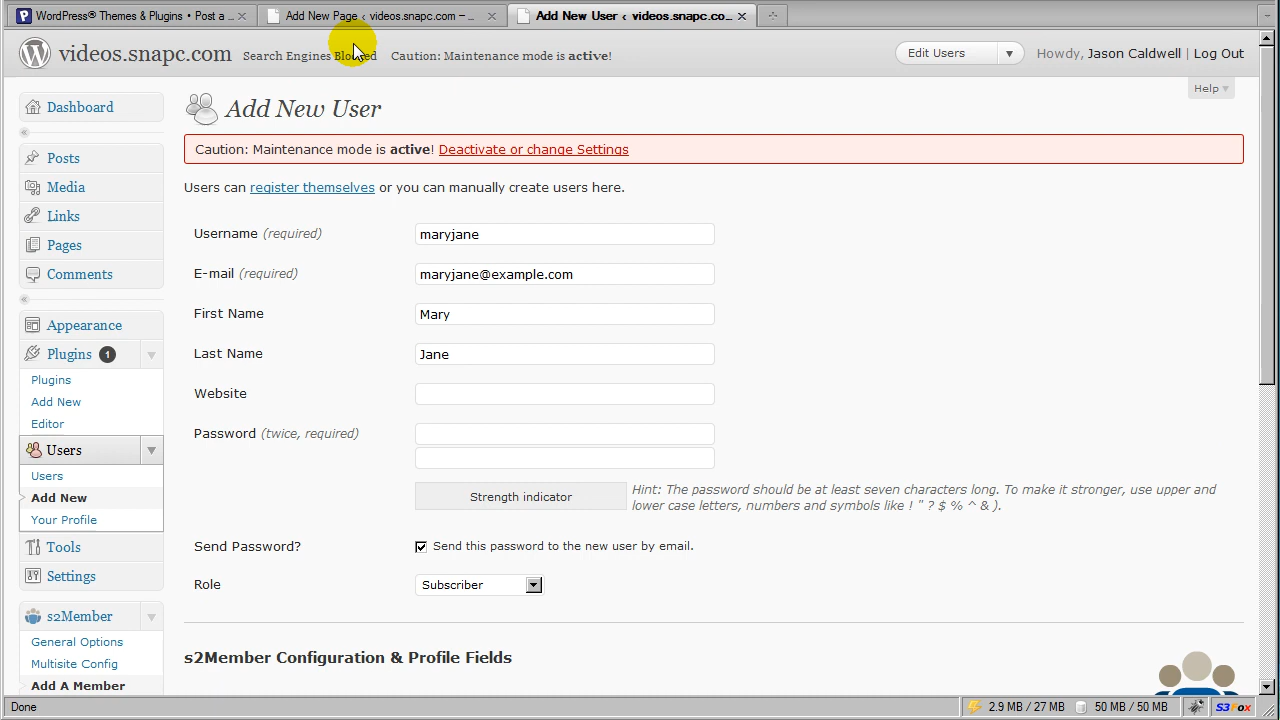 WordPress® Themes & Plugins • Post a ...
Add New Page ‹ videos.snapc.com — ...
Add New User ‹ videos.snapc.co...
videos.snapc.com
Search Engines Blocked
Caution: Maintenance mode is active!
Edit Users
Howdy, Jason Caldwell | Log Out
Help
Dashboard
Posts
Media
Links
Pages
Comments
Appearance
Plugins 1
Plugins
Add New
Editor
Users
Users
Add New
Your Profile
Tools
Settings
s2Member
General Options
Multisite Config
Add A Member
Add New User
Caution: Maintenance mode is active! Deactivate or change Settings
Users can register themselves or you can manually create users here.
Username (required)
maryjane
E-mail (required)
maryjane@example.com
First Name
Mary
Last Name
Jane
Website
Password (twice, required)
Strength indicator
Hint: The password should be at least seven characters long. To make it stronger, use upper and
lower case letters, numbers and symbols like ! " ? $ % ^ & ).
Send Password?
Send this password to the new user by email.
Role
Subscriber
s2Member Configuration & Profile Fields
Done
2.9 MB / 27 MB
50 MB / 50 MB
S3Fox